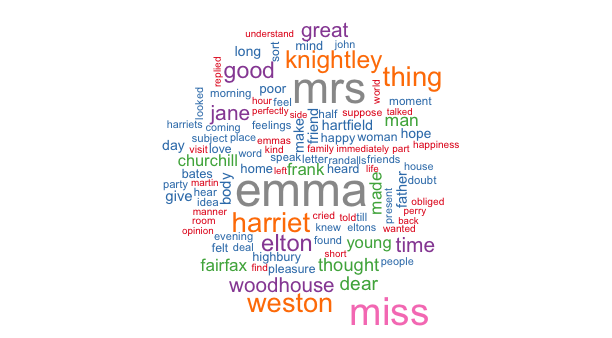 understand great
long sort mind john
replied good knightley thing
looked morning poor mrs world moment
hour feel
jane perfectly side half suppose talked man
harriets coming feelings make friend hartfield hope
subject place emmas happy woman
day visit love kind family immediately part happiness
churchill word speak letter randalls friends
bates home left frank heard life father house
party martin body emma made doubt
give hear idea present obliged
manner harriet cried told till perry
room knew eltons back
opinion wanted
evening elton found young time
felt deal short
highbury
fairfax find pleasure thought people
woodhouse dear
weston miss